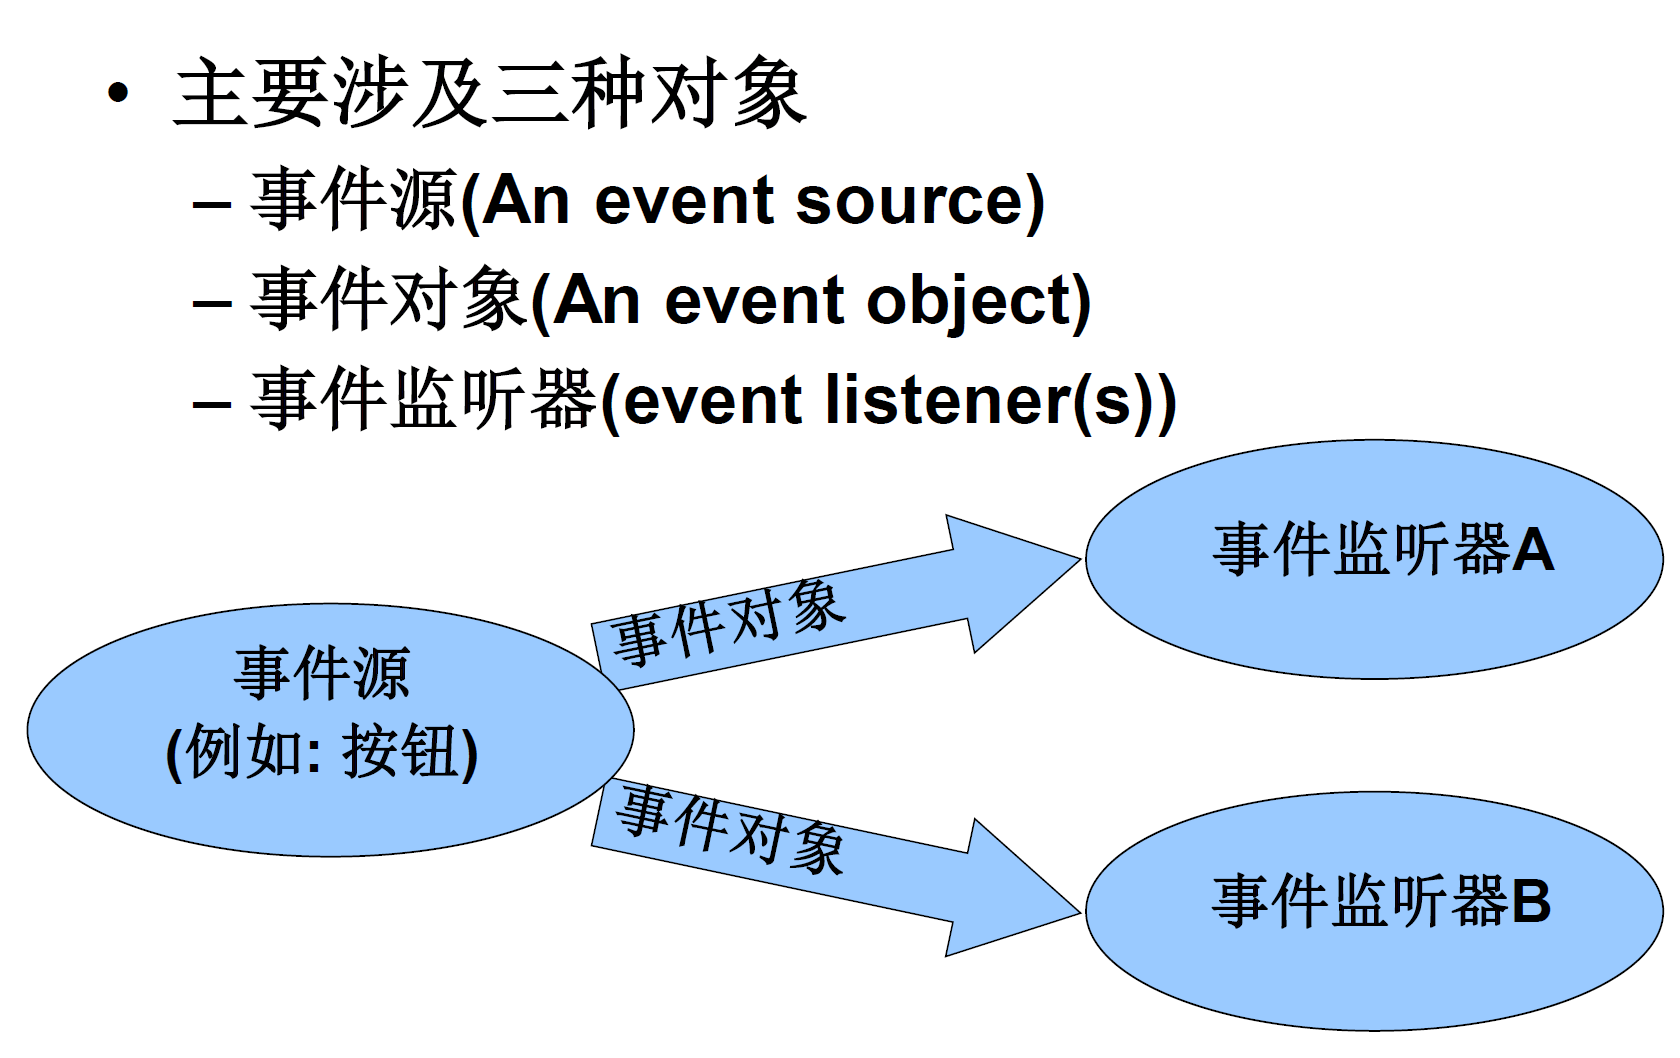 • 主要涉及三种对象
– 事件源(An event source)
– 事件对象(An event object)
– 事件监听器(event listener(s))
事件监听器A
事件对象
事件源
(例如: 按钮)
事件对象
事件监听器B